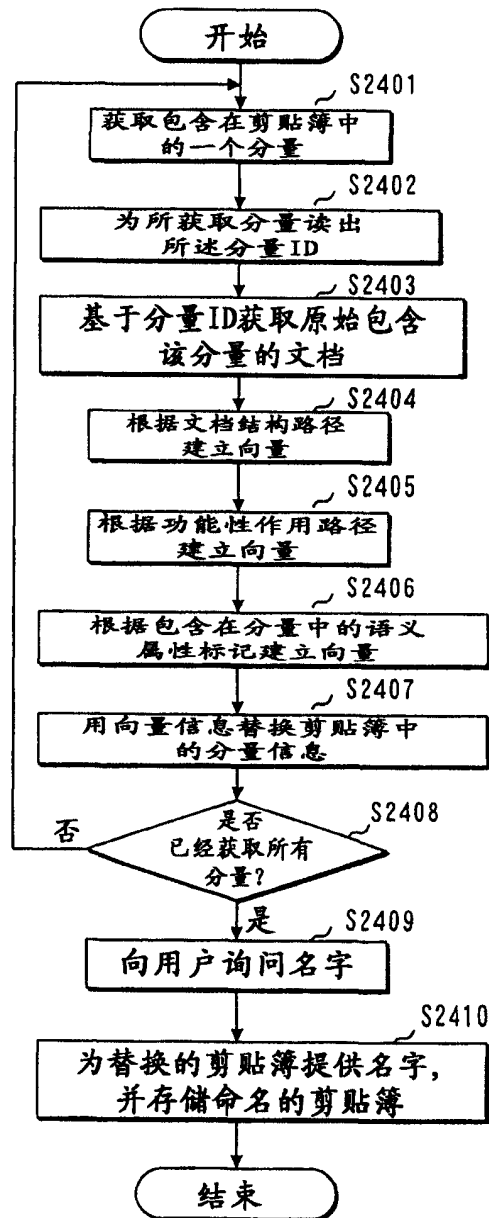 开始
S2401
获取包含在剪贴簿中
的一个分量
S2402
为所获取分量读出
所述分量ID
S2403
基于分量ID获取原始包含
该分量的文档
S2404
根据文档结构路径
建立向量
S2405
根据功能性作用路径
建立向量
S2406
根据包含在分量中的语义
属性标记建立向量
S2407
用向量信息替换剪贴簿中
的分量信息
S2408
否
是否
已经获取所有
分量?
是
S2409
向用户询问名字
S2410
为替换的剪贴簿提供名字,
并存储命名的剪贴簿
结束